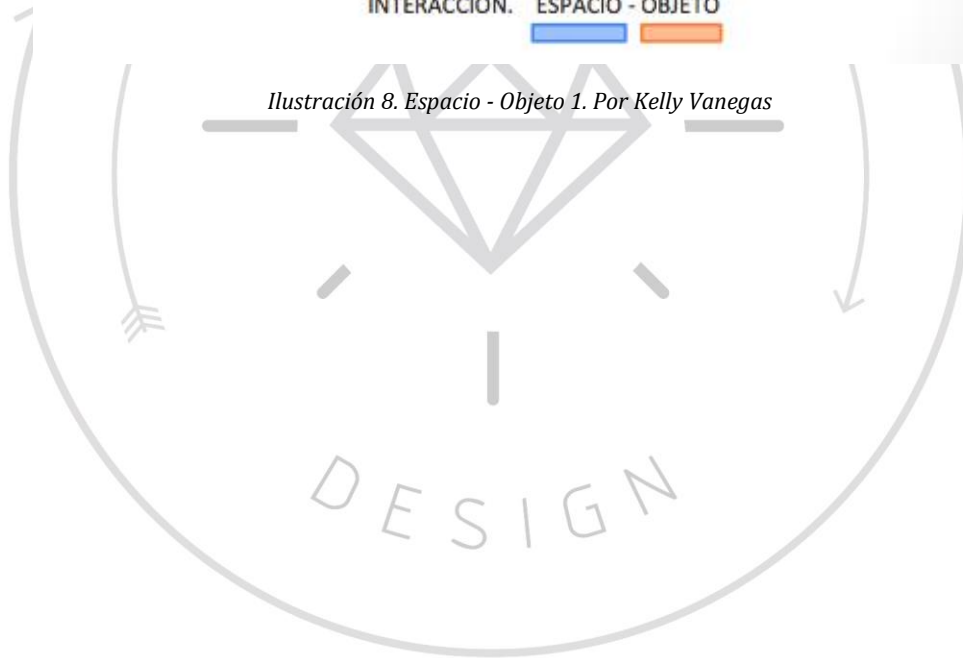 INTERACCIÓN. ESPACIO - OBJETO
Ilustración 8. Espacio - Objeto 1. Por Kelly Vanegas
DESIGN